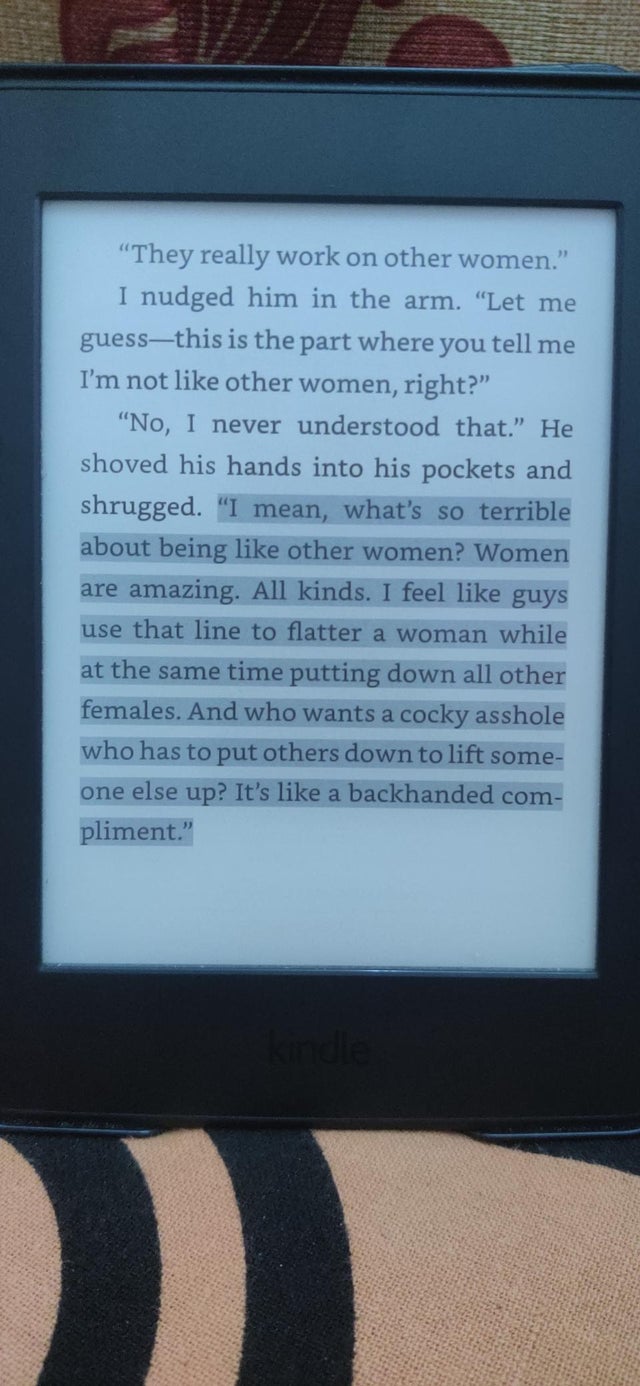 “They really work on other women.”
I nudged him in the arm. “Let me
guess—this is the part where you tell me
I’m not like other women, right?”
“No, I never understood that.” He
shoved his hands into his pockets and
shrugged. “I mean, what’s so terrible
about being like other women? Women
are amazing. All kinds. I feel like guys
use that line to flatter a woman while
at the same time putting down all other
females. And who wants a cocky asshole
who has to put others down to lift some-
one else up? It’s like a backhanded com-
pliment.”
kindle